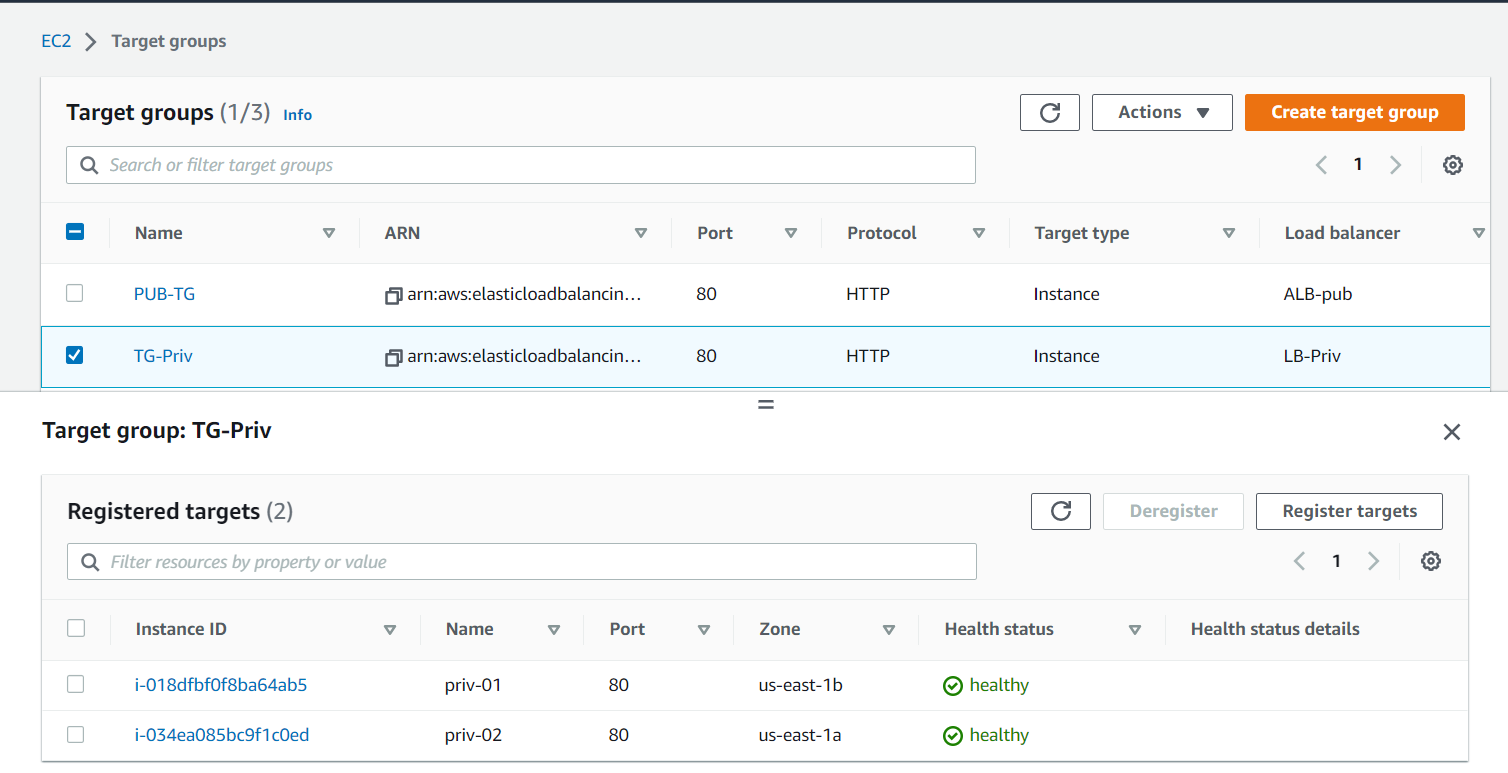 EC2 > Target groups
Target groups (1/3) Info
Actions Create target group
Search or filter target groups
1
Name ARN Port Protocol Target type Load balancer
PUB-TG arn:aws:elasticloadbalancin... 80 HTTP Instance ALB-pub
TG-Priv arn:aws:elasticloadbalancin... 80 HTTP Instance LB-Priv
Target group: TG-Priv
Registered targets (2)
Deregister Register targets
Filter resources by property or value
1
Instance ID Name Port Zone Health status Health status details
i-018dfbf0f8ba64ab5 priv-01 80 us-east-1b healthy
i-034ea085bc9f1c0ed priv-02 80 us-east-1a healthy